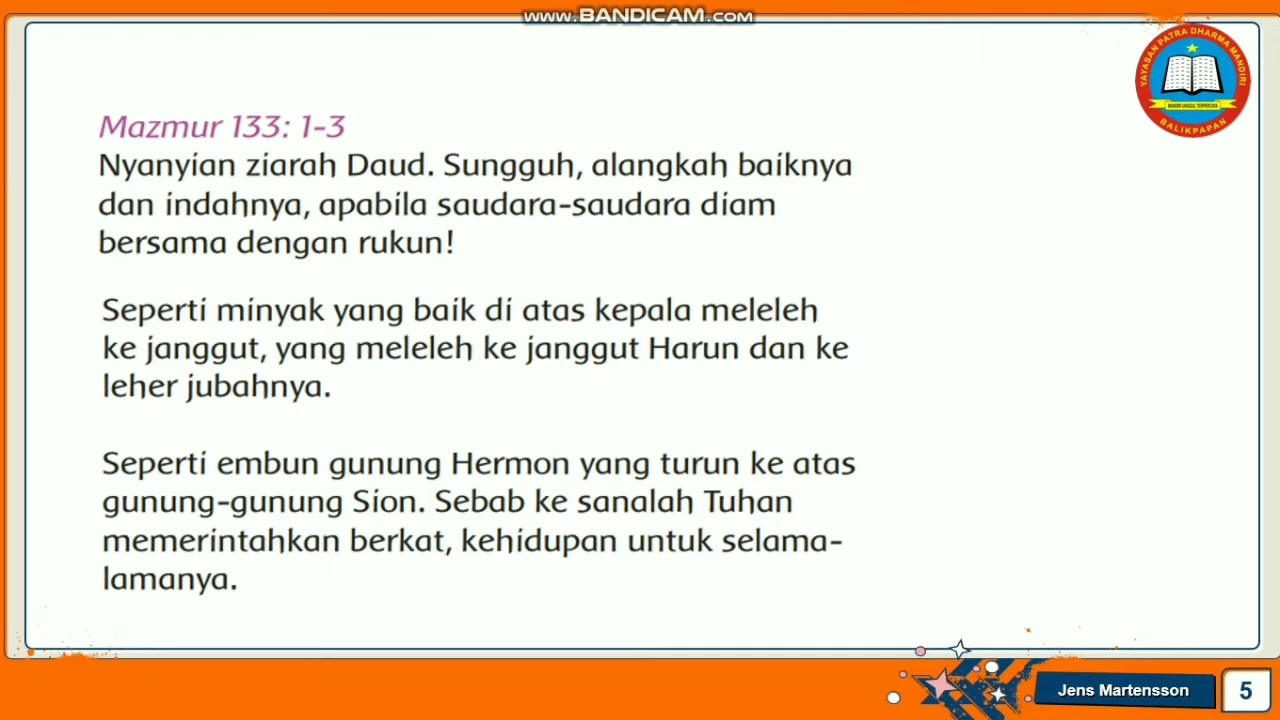 www.BANDICAM.com
YAYASAN PATRA DHARMA MANDIRI
BALIKPAPAN
Mazmur 133: 1-3
Nyanyian ziarah Daud. Sungguh, alangkah baiknya
dan indahnya, apabila saudara-saudara diam
bersama dengan rukun!
Seperti minyak yang baik di atas kepala meleleh
ke janggut, yang meleleh ke janggut Harun dan ke
leher jubahnya.
Seperti embun gunung Hermon yang turun ke atas
gunung-gunung Sion. Sebab ke sanalah Tuhan
memerintahkan berkat, kehidupan untuk selama-
lamanya.
Jens Martensson
5